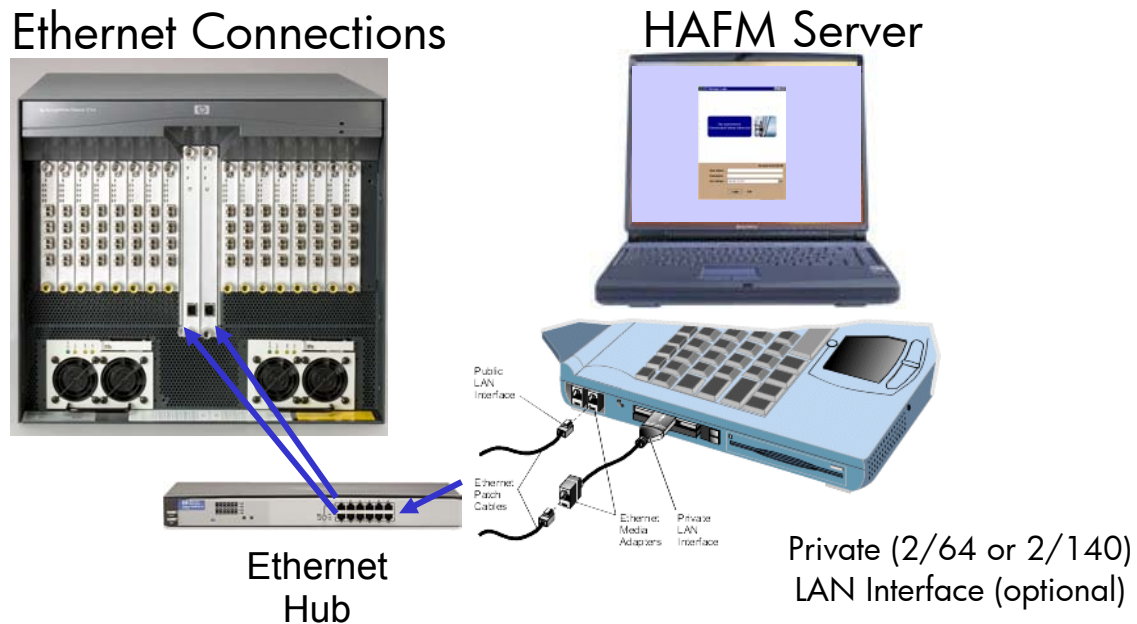 Ethernet Connections
HAFM Server
Public
LAN
Interface
Ethernet
Patch
Cables
Ethernet
Media
Adapters
Private
LAN
Interface
Ethernet
Hub
Private (2/64 or 2/140)
LAN Interface (optional)